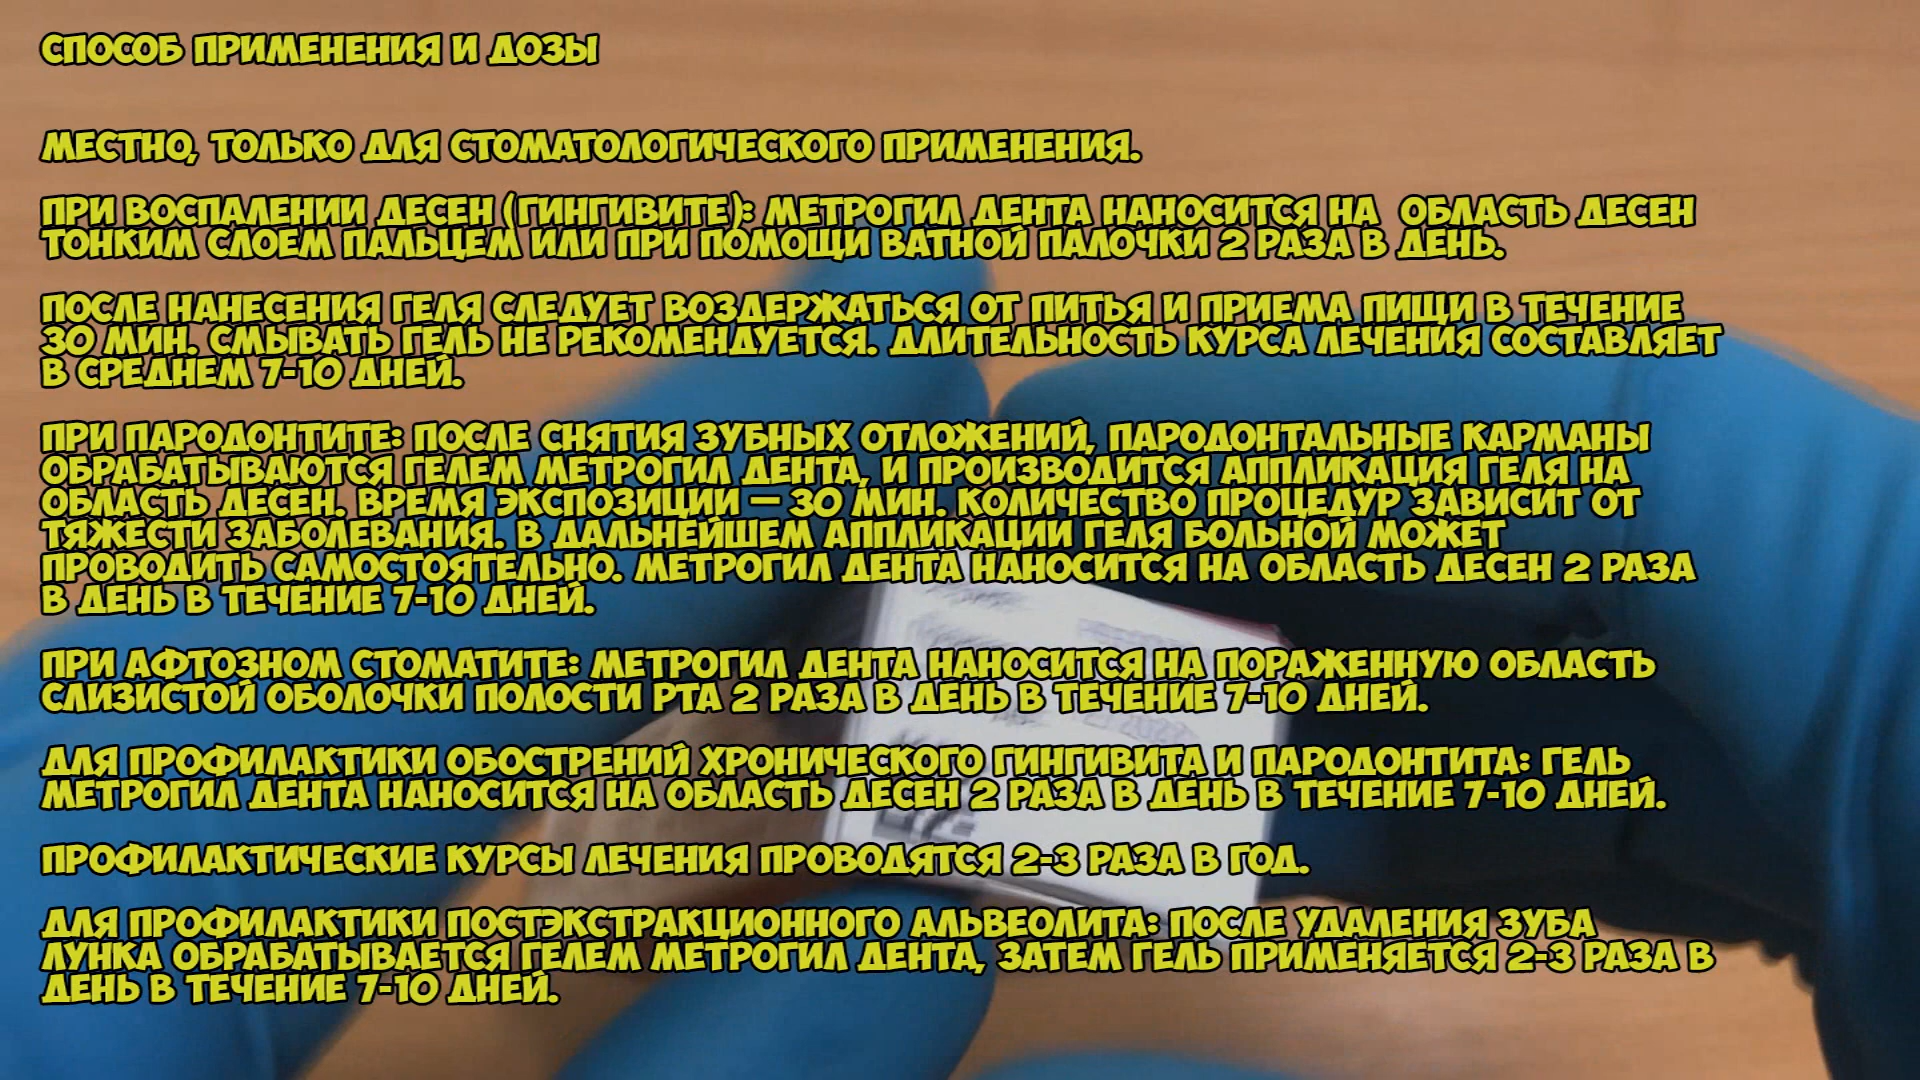 СПОСОБ ПРИМЕНЕНИЯ И ДОЗЫ
МЕСТНО, ТОЛЬКО ДЛЯ СТОМАТОЛОГИЧЕСКОГО ПРИМЕНЕНИЯ.
ПРИ ВОСПАЛЕНИИ ДЕСЕН (ГИНГИВИТЕ): МЕТРОГИЛ ДЕНТА НАНОСИТСЯ НА ОБЛАСТЬ ДЕСЕН
ТОНКИМ СЛОЕМ ПАЛЬЦЕМ ИЛИ ПРИ ПОМОЩИ ВАТНОЙ ПАЛОЧКИ 2 РАЗА В ДЕНЬ.
ПОСЛЕ НАНЕСЕНИЯ ГЕЛЯ СЛЕДУЕТ ВОЗДЕРЖАТЬСЯ ОТ ПИТЬЯ И ПРИЕМА ПИЩИ В ТЕЧЕНИЕ
30 МИН. СМЫВАТЬ ГЕЛЬ НЕ РЕКОМЕНДУЕТСЯ. ДЛИТЕЛЬНОСТЬ КУРСА ЛЕЧЕНИЯ СОСТАВЛЯЕТ
В СРЕДНЕМ 7-10 ДНЕЙ.
ПРИ ПАРОДОНТИТЕ: ПОСЛЕ СНЯТИЯ ЗУБНЫХ ОТЛОЖЕНИЙ, ПАРОДОНТАЛЬНЫЕ КАРМАНЫ
ОБРАБАТЫВАЮТСЯ ГЕЛЕМ МЕТРОГИЛ ДЕНТА, И ПРОИЗВОДИТСЯ АППЛИКАЦИЯ ГЕЛЯ НА
ОБЛАСТЬ ДЕСЕН. ВРЕМЯ ЭКСПОЗИЦИИ – 30 МИН. КОЛИЧЕСТВО ПРОЦЕДУР ЗАВИСИТ ОТ
ТЯЖЕСТИ ЗАБОЛЕВАНИЯ. В ДАЛЬНЕЙШЕМ АППЛИКАЦИИ ГЕЛЯ БОЛЬНОЙ МОЖЕТ
ПРОВОДИТЬ САМОСТОЯТЕЛЬНО. МЕТРОГИЛ ДЕНТА НАНОСИТСЯ НА ОБЛАСТЬ ДЕСЕН 2 РАЗА
В ДЕНЬ В ТЕЧЕНИЕ 7-10 ДНЕЙ.
ПРИ АФТОЗНОМ СТОМАТИТЕ: МЕТРОГИЛ ДЕНТА НАНОСИТСЯ НА ПОРАЖЕННУЮ ОБЛАСТЬ
СЛИЗИСТОЙ ОБОЛОЧКИ ПОЛОСТИ РТА 2 РАЗА В ДЕНЬ В ТЕЧЕНИЕ 7-10 ДНЕЙ.
ДЛЯ ПРОФИЛАКТИКИ ОБОСТРЕНИЙ ХРОНИЧЕСКОГО ГИНГИВИТА И ПАРОДОНТИТА: ГЕЛЬ
МЕТРОГИЛ ДЕНТА НАНОСИТСЯ НА ОБЛАСТЬ ДЕСЕН 2 РАЗА В ДЕНЬ В ТЕЧЕНИЕ 7-10 ДНЕЙ.
ПРОФИЛАКТИЧЕСКИЕ КУРСЫ ЛЕЧЕНИЯ ПРОВОДЯТСЯ 2-3 РАЗА В ГОД.
ДЛЯ ПРОФИЛАКТИКИ ПОСТЭКСТРАКЦИОННОГО АЛЬВЕОЛИТА: ПОСЛЕ УДАЛЕНИЯ ЗУБА
ЛУНКА ОБРАБАТЫВАЕТСЯ ГЕЛЕМ МЕТРОГИЛ ДЕНТА, ЗАТЕМ ГЕЛЬ ПРИМЕНЯЕТСЯ 2-3 РАЗА В
ДЕНЬ В ТЕЧЕНИЕ 7-10 ДНЕЙ.